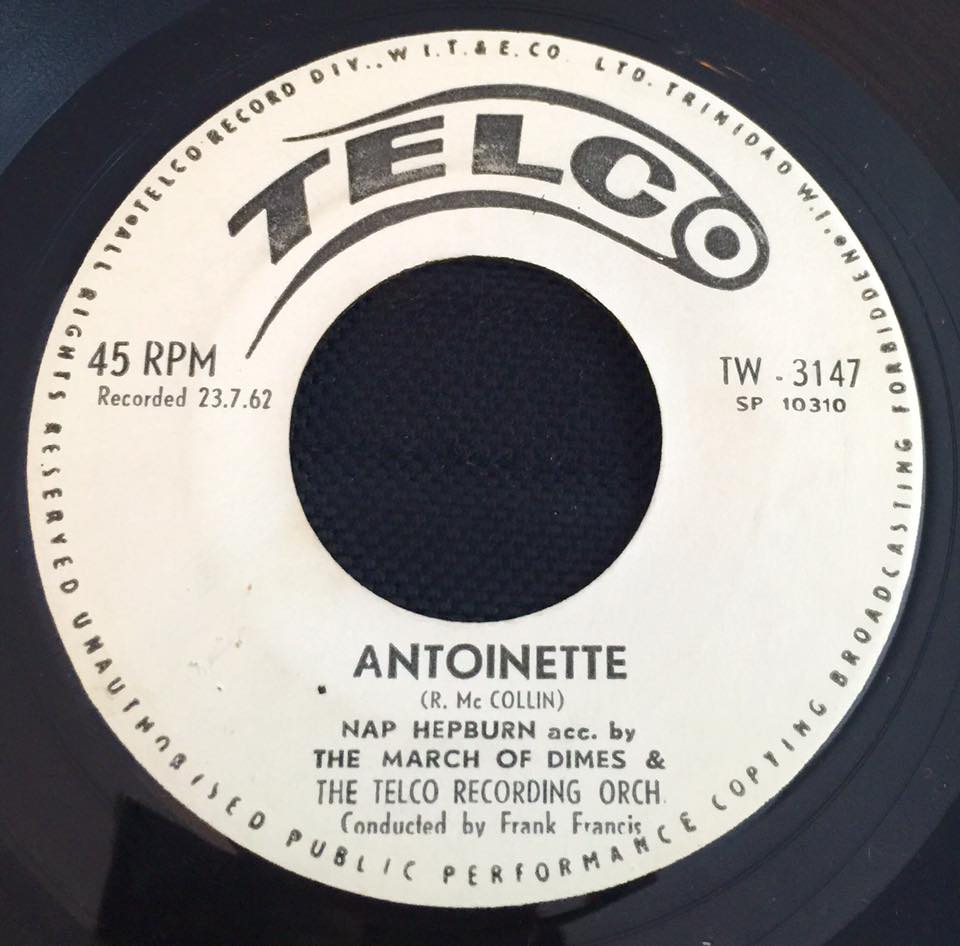 TELCO RECORD DIV., W I.T. & E. CO. LTD. TRINIDAD W.I.
TELCO
45 RPM
Recorded 23.7.62
TW - 3147
SP 10310
ANTOINETTE
(R. Mc COLLIN)
NAP HEPBURN acc. by
THE MARCH OF DIMES &
THE TELCO RECORDING ORCH.
Conducted by Frank Francis
ALL RIGHTS RESERVED UNAUTHORISED PUBLIC PERFORMANCE COPYING BROADCASTING FORBIDDEN